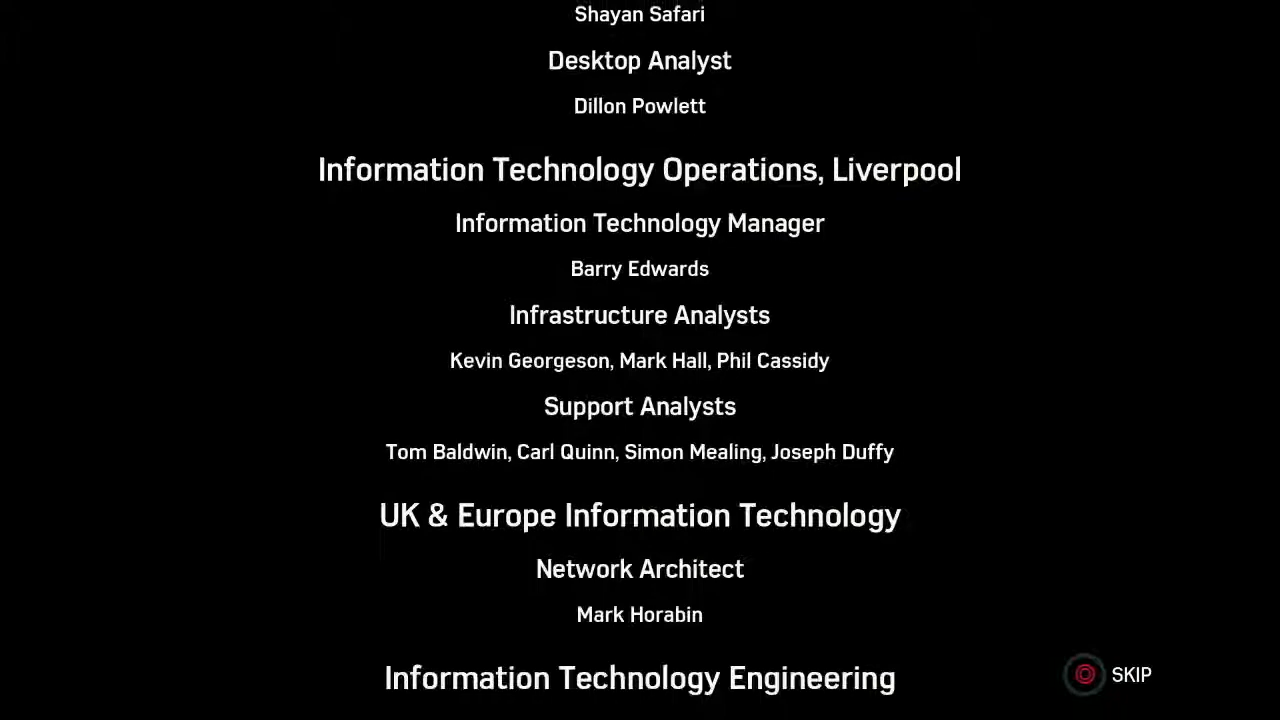 Shayan Safari
Desktop Analyst
Dillon Powlett
Information Technology Operations, Liverpool
Information Technology Manager
Barry Edwards
Infrastructure Analysts
Kevin Georgeson, Mark Hall, Phil Cassidy
Support Analysts
Tom Baldwin, Carl Quinn, Simon Mealing, Joseph Duffy
UK & Europe Information Technology
Network Architect
Mark Horabin
Information Technology Engineering
SKIP